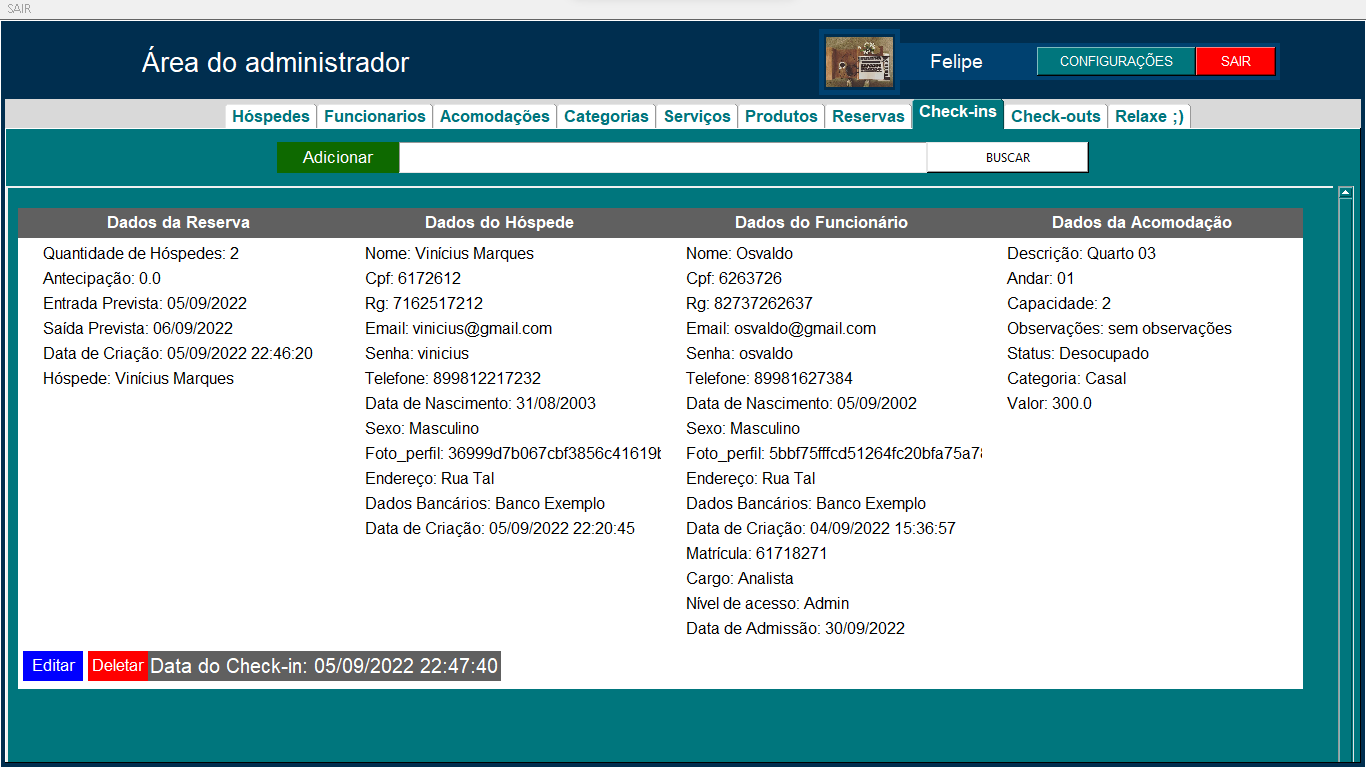 SAIR
Área do administrador
Felipe
CONFIGURAÇÕES
SAIR
Hóspedes Funcionarios Acomodações Categorias Serviços Produtos Reservas Check-ins Check-outs Relaxe ;)
Adicionar
BUSCAR
Dados da Reserva
Quantidade de Hóspedes: 2
Antecipação: 0.0
Entrada Prevista: 05/09/2022
Saída Prevista: 06/09/2022
Data de Criação: 05/09/2022 22:46:20
Hóspede: Vinícius Marques
Dados do Hóspede
Nome: Vinícius Marques
Cpf: 6172612
Rg: 7162517212
Email: vinicius@gmail.com
Senha: vinicius
Telefone: 899812217232
Data de Nascimento: 31/08/2003
Sexo: Masculino
Foto_perfil: 36999d7b067cbf3856c41619b
Endereço: Rua Tal
Dados Bancários: Banco Exemplo
Data de Criação: 05/09/2022 22:20:45
Dados do Funcionário
Nome: Osvaldo
Cpf: 6263726
Rg: 82737262637
Email: osvaldo@gmail.com
Senha: osvaldo
Telefone: 89981627384
Data de Nascimento: 05/09/2002
Sexo: Masculino
Foto_perfil: 5bbf75fffcd51264fc20bfa75a78
Endereço: Rua Tal
Dados Bancários: Banco Exemplo
Data de Criação: 04/09/2022 15:36:57
Matrícula: 61718271
Cargo: Analista
Nível de acesso: Admin
Data de Admissão: 30/09/2022
Dados da Acomodação
Descrição: Quarto 03
Andar: 01
Capacidade: 2
Observações: sem observações
Status: Desocupado
Categoria: Casal
Valor: 300.0
Editar
Deletar
Data do Check-in: 05/09/2022 22:47:40